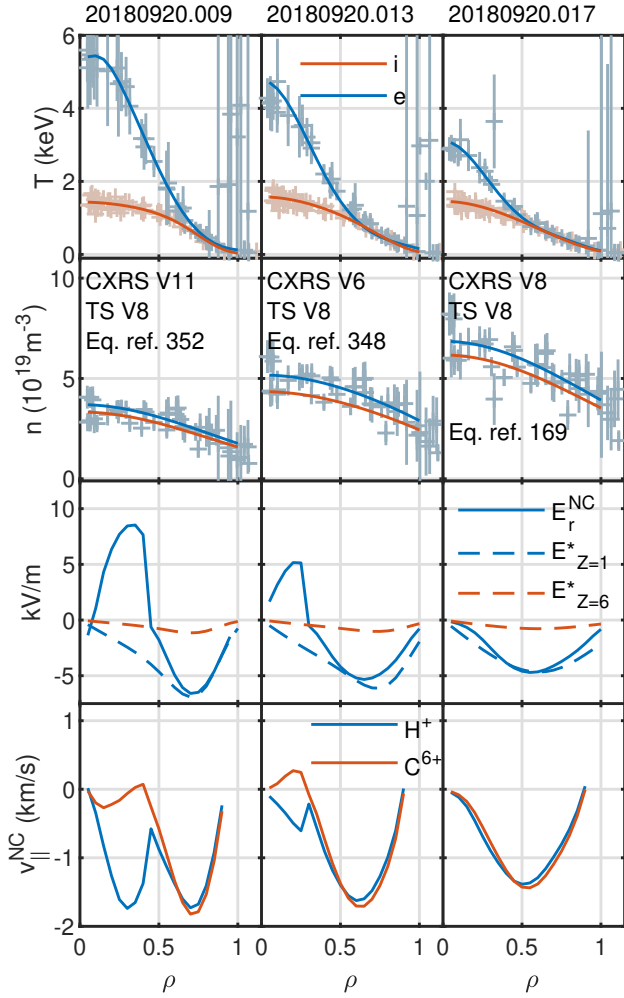 20180920.009 20180920.013 20180920.017
6
4
2
0
T (keV)
i
e
10
5
0
n (10^19 m^-3)
CXRS V11
TS V8
Eq. ref. 352
CXRS V6
TS V8
Eq. ref. 348
CXRS V8
TS V8
Eq. ref. 169
10
5
0
-5
kV/m
E_r^NC
E*_Z=1
E*_Z=6
1
0
-1
-2
v_||^NC (km/s)
H^+
C^6+
0 0.5 1 0 0.5 1 0 0.5 1
ρ ρ ρ